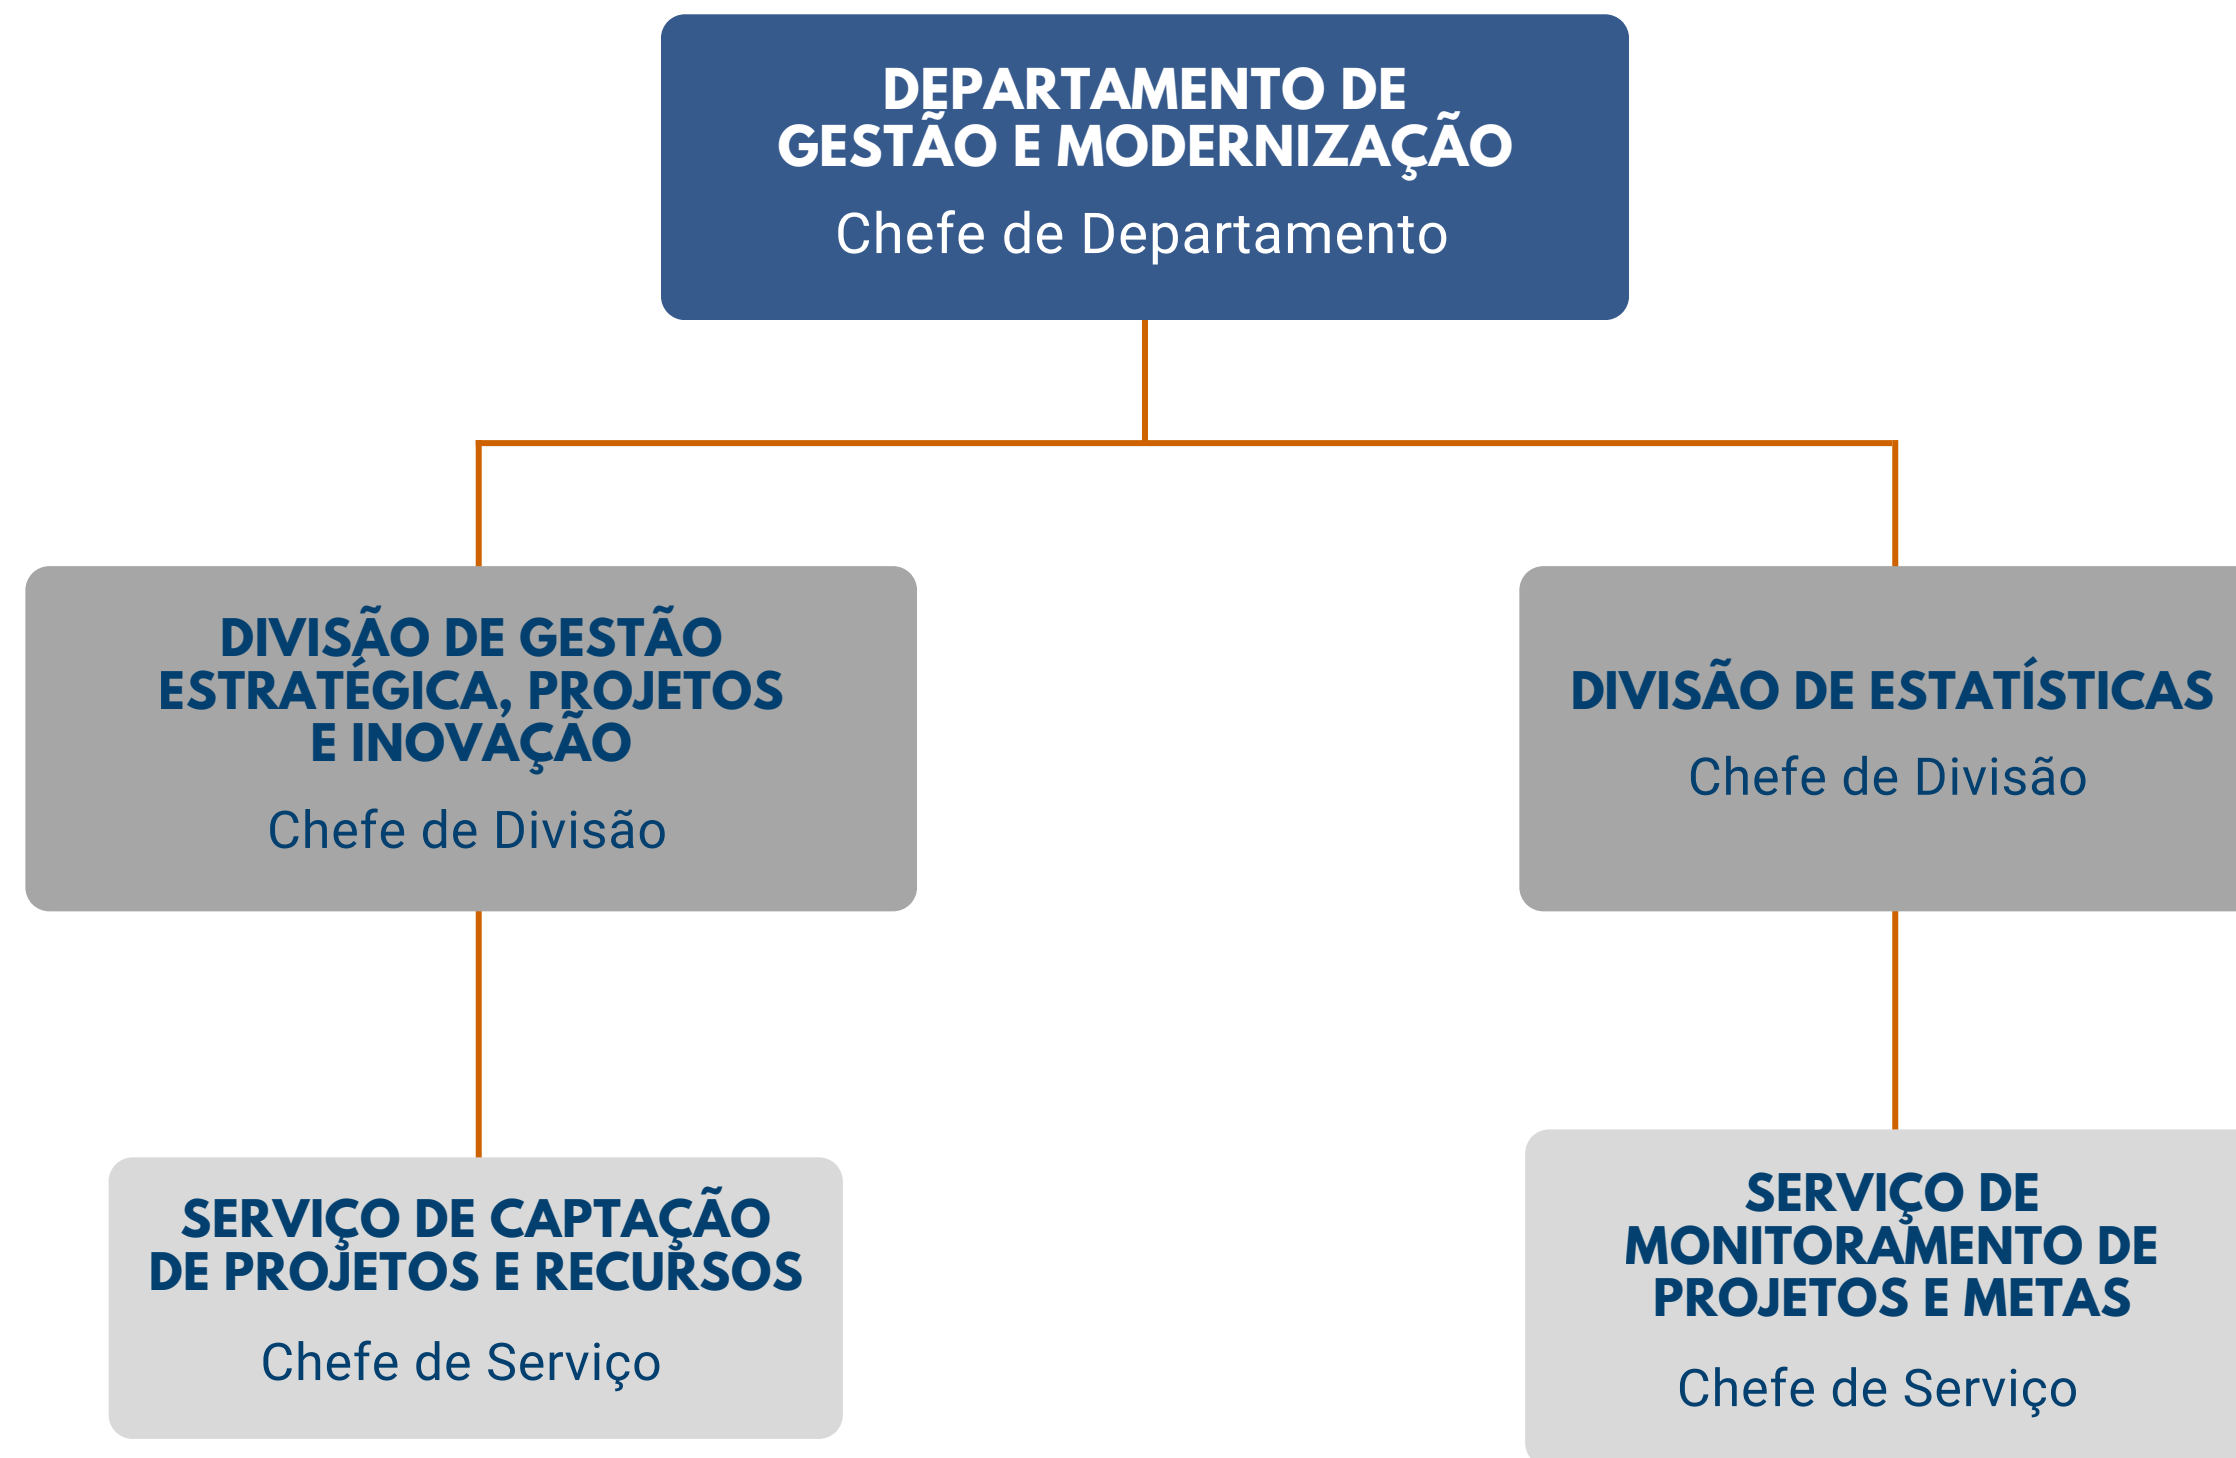 DEPARTAMENTO DE
GESTÃO E MODERNIZAÇÃO
Chefe de Departamento
DIVISÃO DE GESTÃO
ESTRATÉGICA, PROJETOS
E INOVAÇÃO
Chefe de Divisão
DIVISÃO DE ESTATÍSTICAS
Chefe de Divisão
SERVIÇO DE CAPTAÇÃO
DE PROJETOS E RECURSOS
Chefe de Serviço
SERVIÇO DE
MONITORAMENTO DE
PROJETOS E METAS
Chefe de Serviço